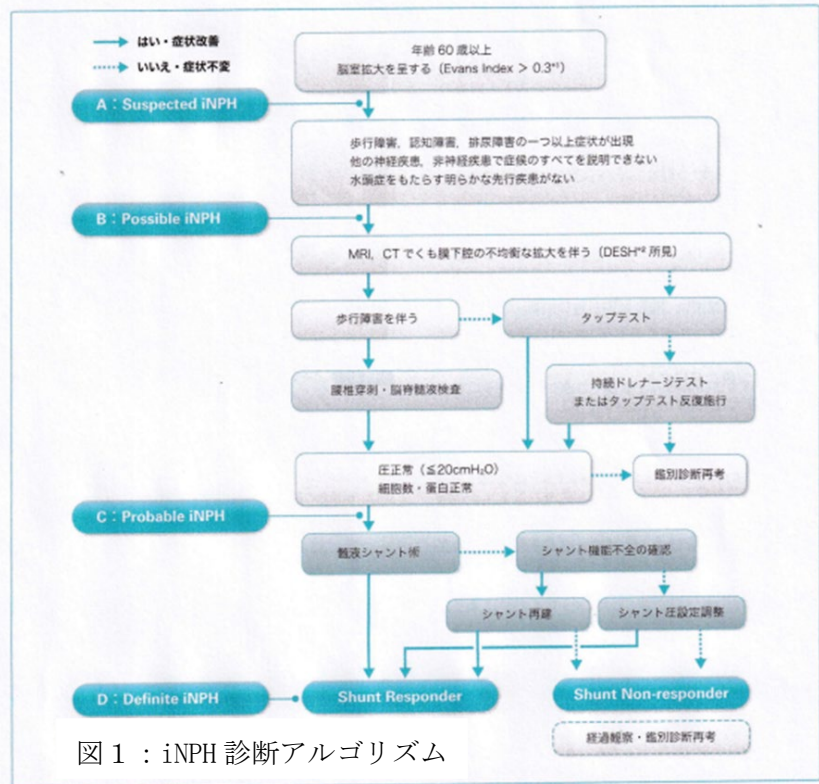 はい・症状改善
いいえ・症状不変
年齢 60 歳以上
脳室拡大を呈する（Evans Index > 0.3*¹）
A：Suspected iNPH
歩行障害，認知障害，排尿障害の一つ以上症状が出現
他の神経疾患，非神経疾患で症候のすべてを説明できない
水頭症をもたらす明らかな先行疾患がない
B：Possible iNPH
MRI，CT でくも膜下腔の不均衡な拡大を伴う（DESH*² 所見）
歩行障害を伴う
タップテスト
腰椎穿刺・脳脊髄液検査
持続ドレナージテスト
またはタップテスト反復施行
圧正常（≦20cmH₂O）
細胞数・蛋白正常
鑑別診断再考
C：Probable iNPH
髄液シャント術
シャント機能不全の確認
シャント再建
シャント圧設定調整
D：Definite iNPH
Shunt Responder
Shunt Non-responder
経過観察・鑑別診断再考
図１：iNPH 診断アルゴリズム